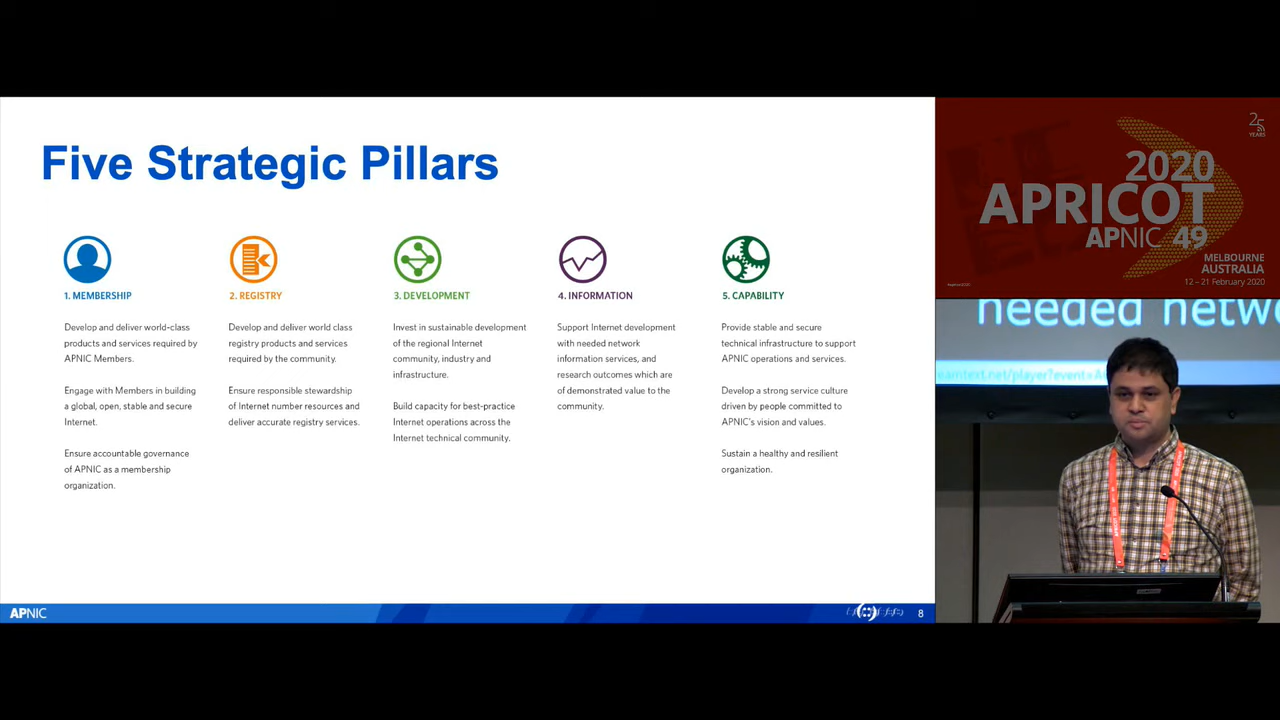 Five Strategic Pillars
1. MEMBERSHIP
Develop and deliver world-class
products and services required by
APNIC Members.
Engage with Members in building
a global, open, stable and secure
Internet.
Ensure accountable governance
of APNIC as a membership
organization.
2. REGISTRY
Develop and deliver world class
registry products and services
required by the community.
Ensure responsible stewardship
of Internet number resources and
deliver accurate registry services.
3. DEVELOPMENT
Invest in sustainable development
of the regional Internet
community, industry and
infrastructure.
Build capacity for best-practice
Internet operations across the
Internet technical community.
4. INFORMATION
Support Internet development
with needed network
information services, and
research outcomes which are
of demonstrated value to the
community.
5. CAPABILITY
Provide stable and secure
technical infrastructure to support
APNIC operations and services.
Develop a strong service culture
driven by people committed to
APNIC's vision and values.
Sustain a healthy and resilient
organization.
APNIC
8
25
YEARS
2020
APRICOT
APNIC 49
MELBOURNE
AUSTRALIA
12 – 21 February 2020
needed netw
eamtext.net/player?event=A